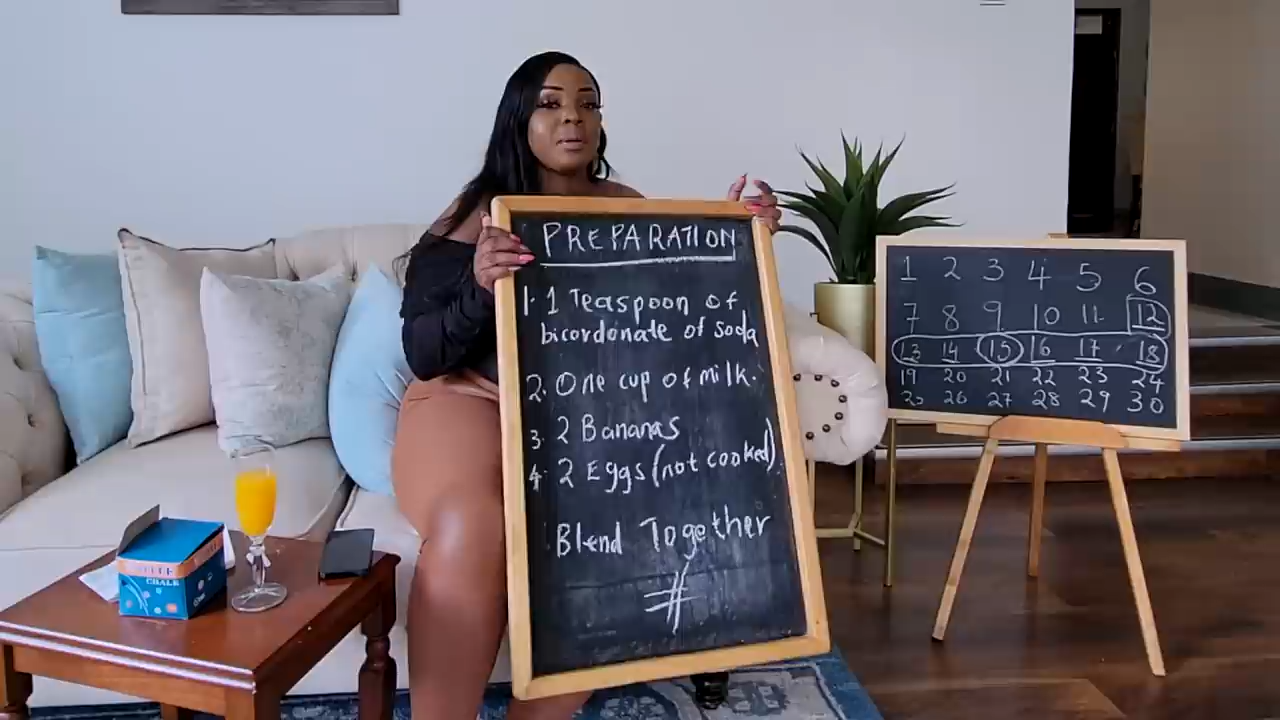 PREPARATION
1. 1 Teaspoon of
bicordonate of soda
2. One cup of milk.
3. 2 Bananas
4. 2 Eggs (not cooked)
Blend Together
#
1 2 3 4 5 6
7 8 9 10 11 12
13 14 15 16 17 18
19 20 21 22 23 24
25 26 27 28 29 30
CHALK